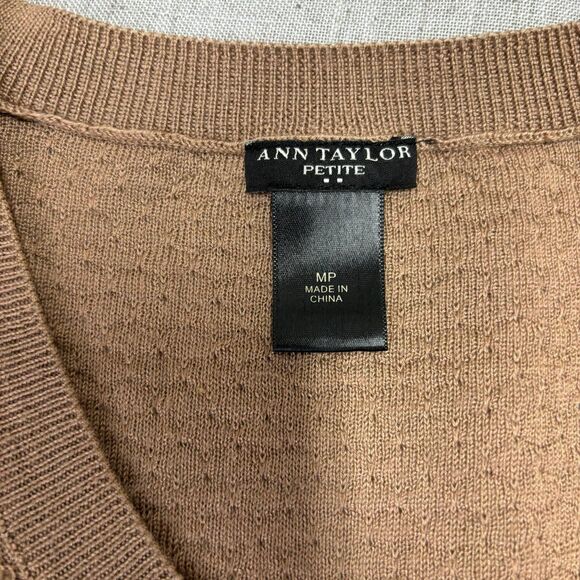 ANN TAYLOR
PETITE
MP
MADE IN
CHINA